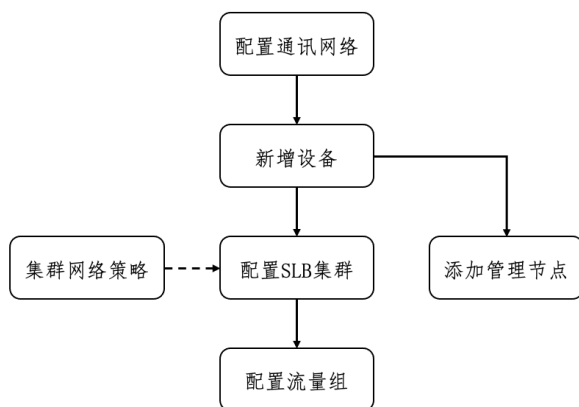 配置通讯网络
新增设备
集群网络策略
配置SLB集群
添加管理节点
配置流量组